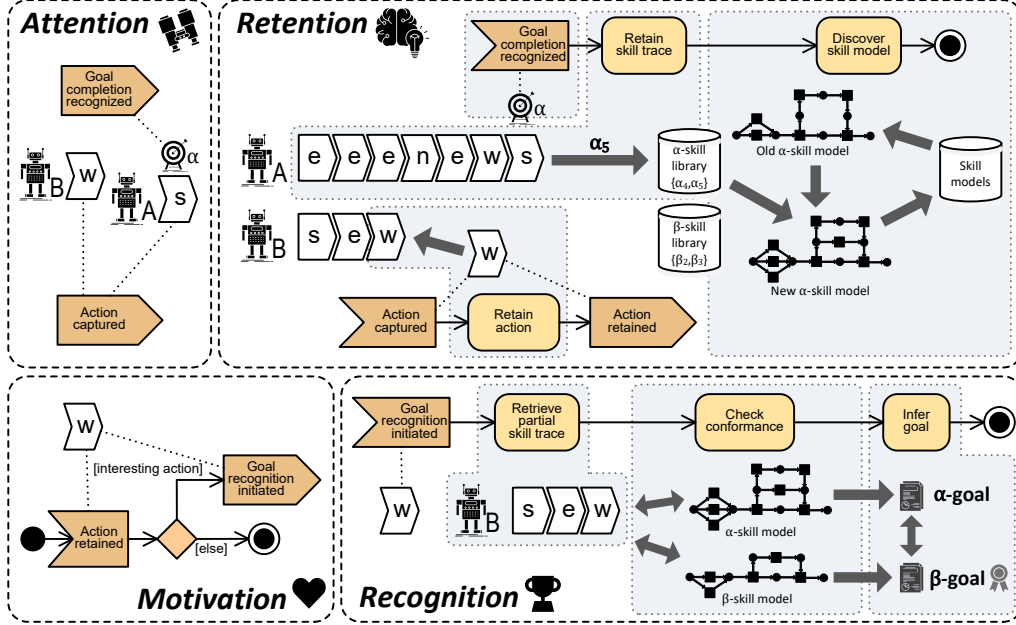 Attention
Goal
completion
recognized
α
B
w
A
s
Action
captured
Retention
Goal
completion
recognized
Retain
skill trace
Discover
skill model
α
A
e e e n e w s
α₅
α-skill
library
{α₄,α₅}
Old α-skill model
Skill
models
B
s e w
w
β-skill
library
{β₂,β₃}
New α-skill model
Action
captured
Retain
action
Action
retained
w
[interesting action]
Goal
recognition
initiated
Action
retained
[else]
Motivation
Goal
recognition
initiated
Retrieve
partial
skill trace
Check
conformance
Infer
goal
w
B
s e w
α-skill model
α-goal
β-skill model
β-goal
Recognition